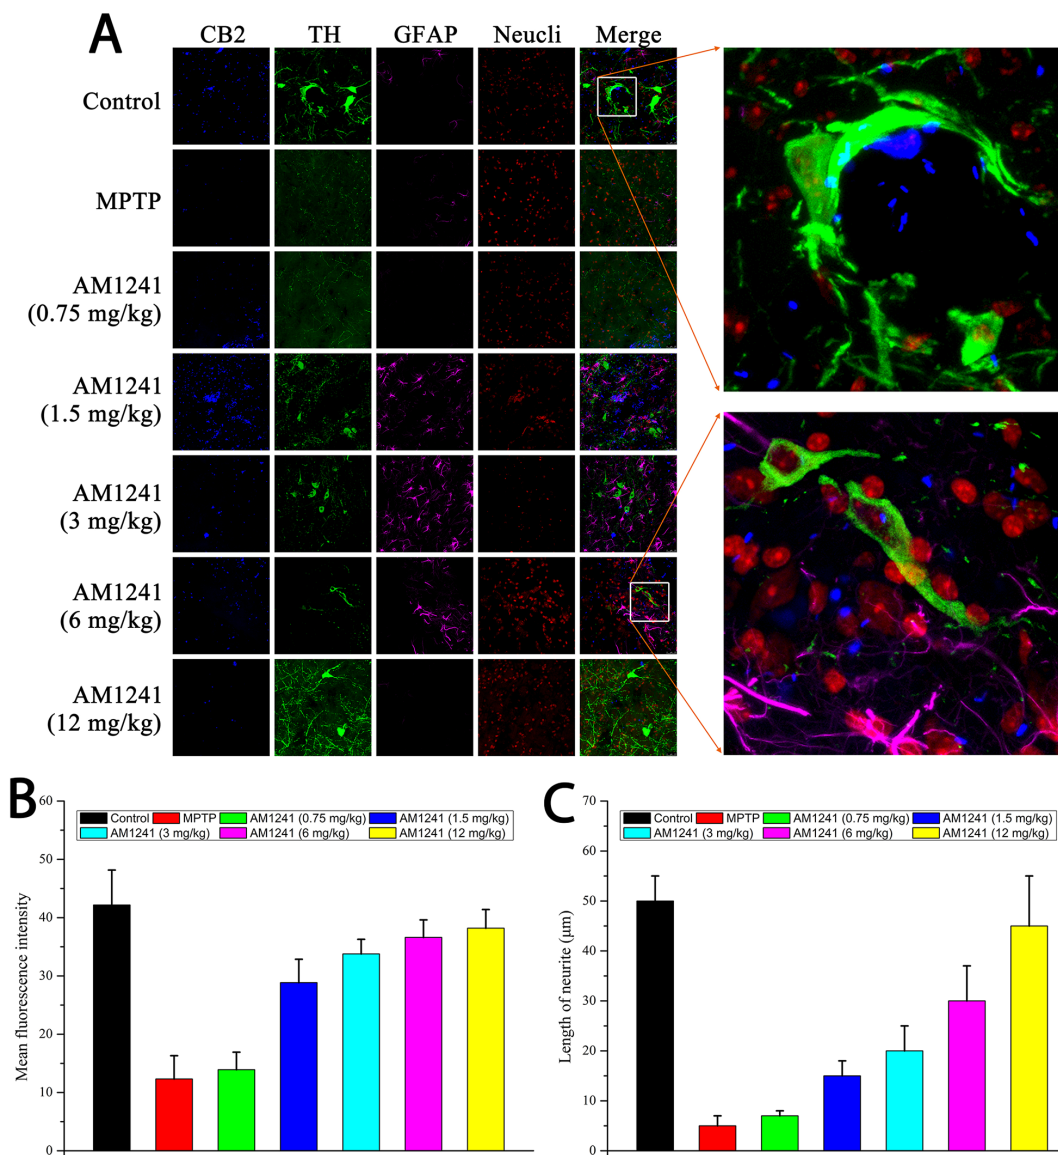 A
CB2 TH GFAP Neucli Merge
Control
MPTP
AM1241
(0.75 mg/kg)
AM1241
(1.5 mg/kg)
AM1241
(3 mg/kg)
AM1241
(6 mg/kg)
AM1241
(12 mg/kg)
B
Mean fluorescence intensity
60
50
40
30
20
10
0
Control MPTP AM1241 (0.75 mg/kg) AM1241 (1.5 mg/kg)
AM1241 (3 mg/kg) AM1241 (6 mg/kg) AM1241 (12 mg/kg)
C
Length of neurite (μm)
70
60
50
40
30
20
10
0
Control MPTP AM1241 (0.75 mg/kg) AM1241 (1.5 mg/kg)
AM1241 (3 mg/kg) AM1241 (6 mg/kg) AM1241 (12 mg/kg)